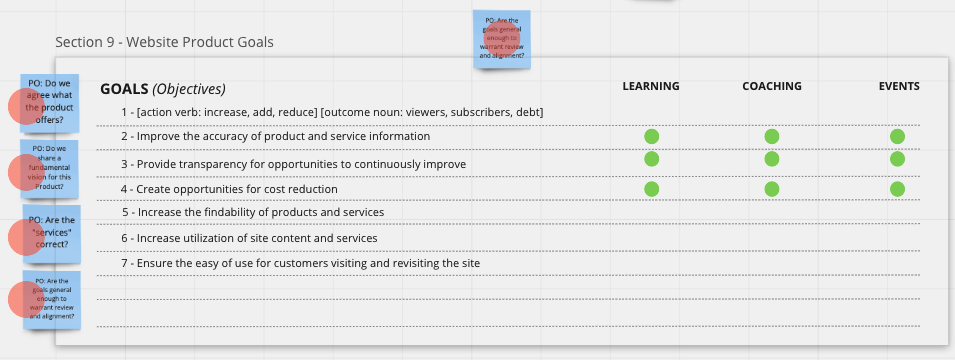 PO: Are the
goals general
enough to
warrant review
and alignment?
Section 9 - Website Product Goals
PO: Do we
agree what
the product
offers?
PO: Do we
share a
fundamental
vision for this
Product?
PO: Are the
"services"
correct?
PO: Are the
goals general
enough to
warrant review
and alignment?
GOALS (Objectives)
LEARNING COACHING EVENTS
1 - [action verb: increase, add, reduce] [outcome noun: viewers, subscribers, debt]
2 - Improve the accuracy of product and service information
3 - Provide transparency for opportunities to continuously improve
4 - Create opportunities for cost reduction
5 - Increase the findability of products and services
6 - Increase utilization of site content and services
7 - Ensure the easy of use for customers visiting and revisiting the site